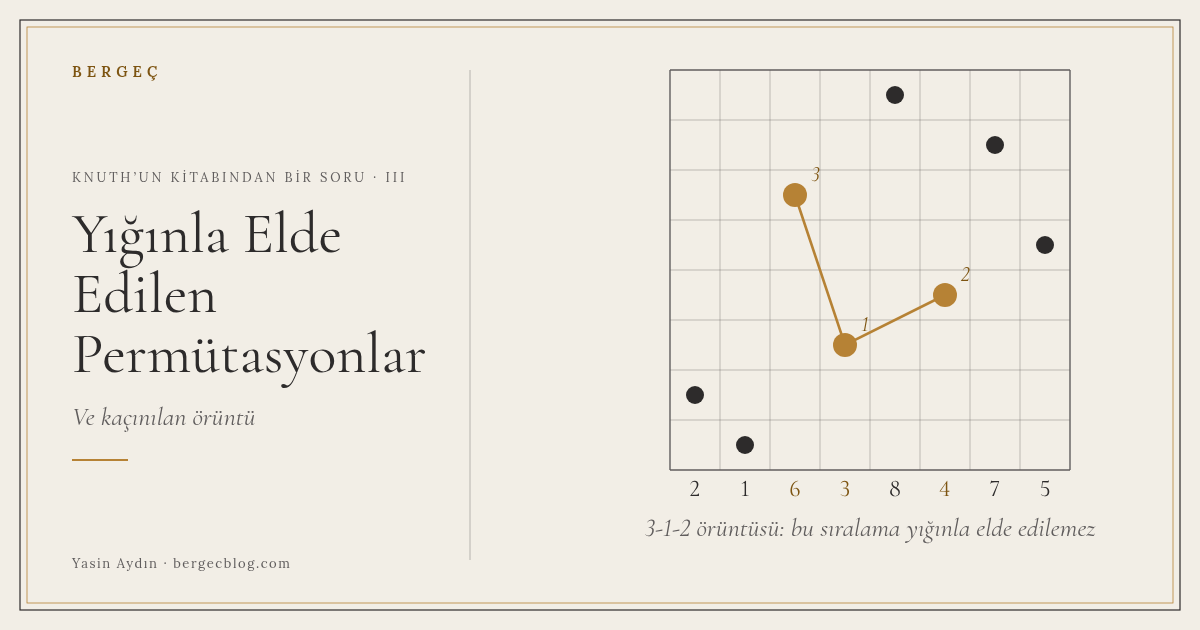 BERGEÇ
KNUTH’UN KİTABINDAN BİR SORU · III
Yığınla Elde
Edilen
Permütasyonlar
Ve kaçınılan örüntü
Yasin Aydın · bergecblog.com
3
2
1
2 1 6 3 8 4 7 5
3-1-2 örüntüsü: bu sıralama yığınla elde edilemez